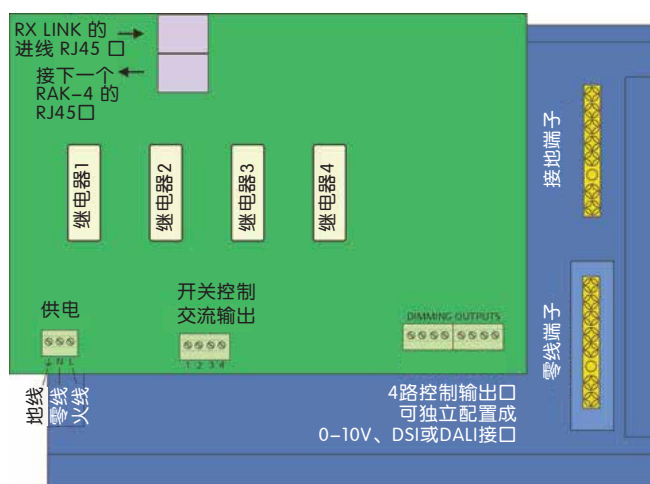 RX LINK 的
进线 RJ45 口
接下一个
RAK-4 的
RJ45口
继电器1
继电器2
继电器3
继电器4
接地端子
供电
开关控制
交流输出
DIMMING OUTPUTS
N L
1 2 3 4
零线端子
地线
零线
火线
4路控制输出口
可独立配置成
0-10V、DSI或DALI接口